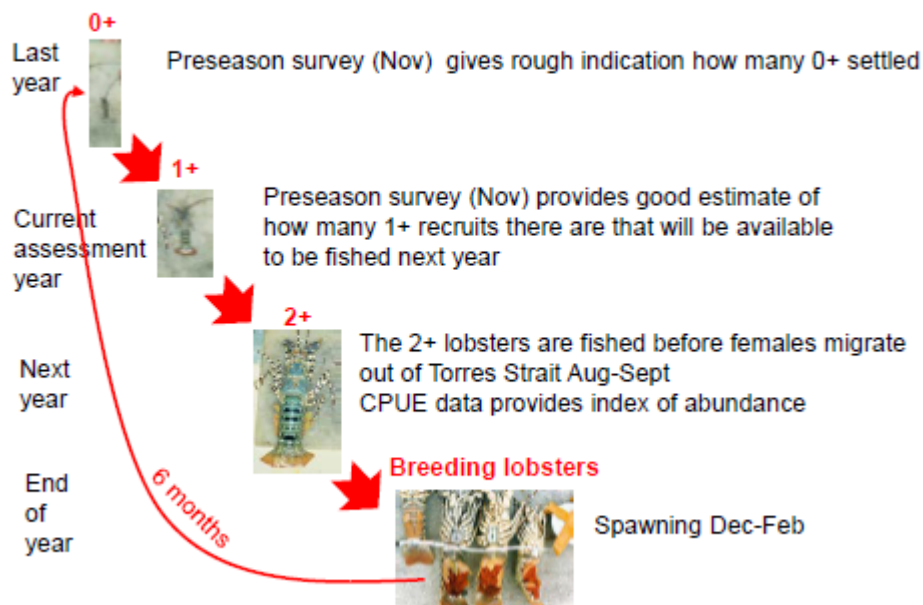 0+
Last
year
Preseason survey (Nov) gives rough indication how many 0+ settled
1+
Current
assessment
year
Preseason survey (Nov) provides good estimate of
how many 1+ recruits there are that will be available
to be fished next year
2+
Next
year
The 2+ lobsters are fished before females migrate
out of Torres Strait Aug-Sept
CPUE data provides index of abundance
Breeding lobsters
End
of
year
6 months
Spawning Dec-Feb